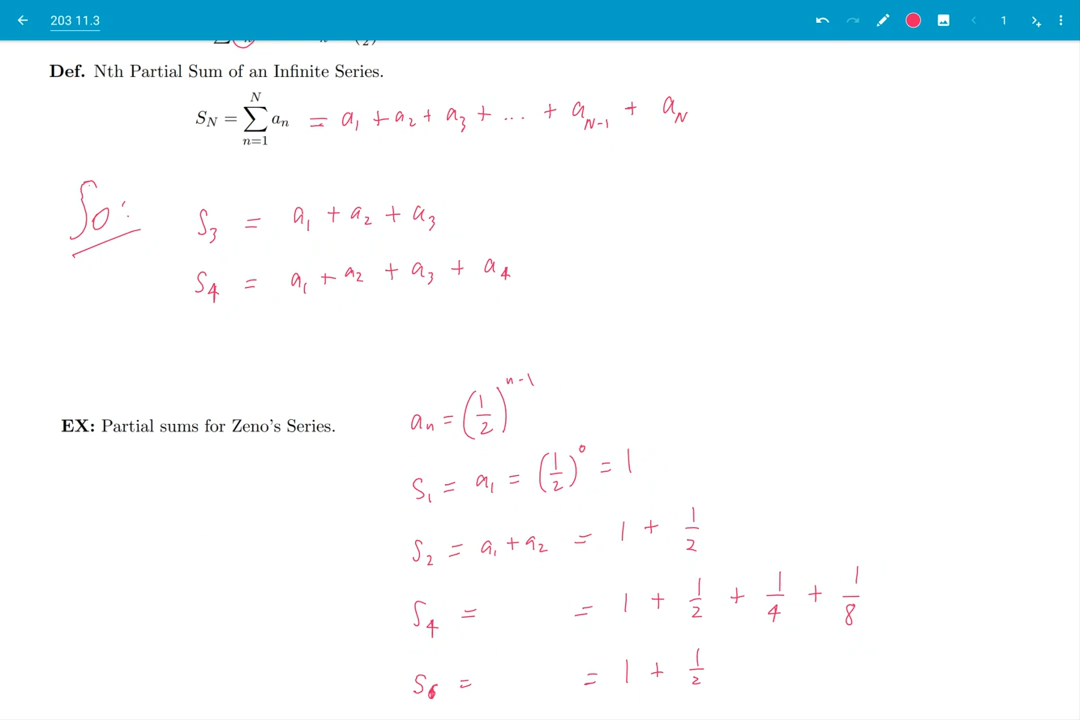 203 11.3
1
Def. Nth Partial Sum of an Infinite Series.
S_N = \sum_{n=1}^{N} a_n = a_1 + a_2 + a_3 + ... + a_{N-1} + a_N
So:
S_3 = a_1 + a_2 + a_3
S_4 = a_1 + a_2 + a_3 + a_4
a_n = (1/2)^{n-1}
EX: Partial sums for Zeno's Series.
S_1 = a_1 = (1/2)^0 = 1
S_2 = a_1 + a_2 = 1 + 1/2
S_4 = = 1 + 1/2 + 1/4 + 1/8
S_6 = = 1 + 1/2